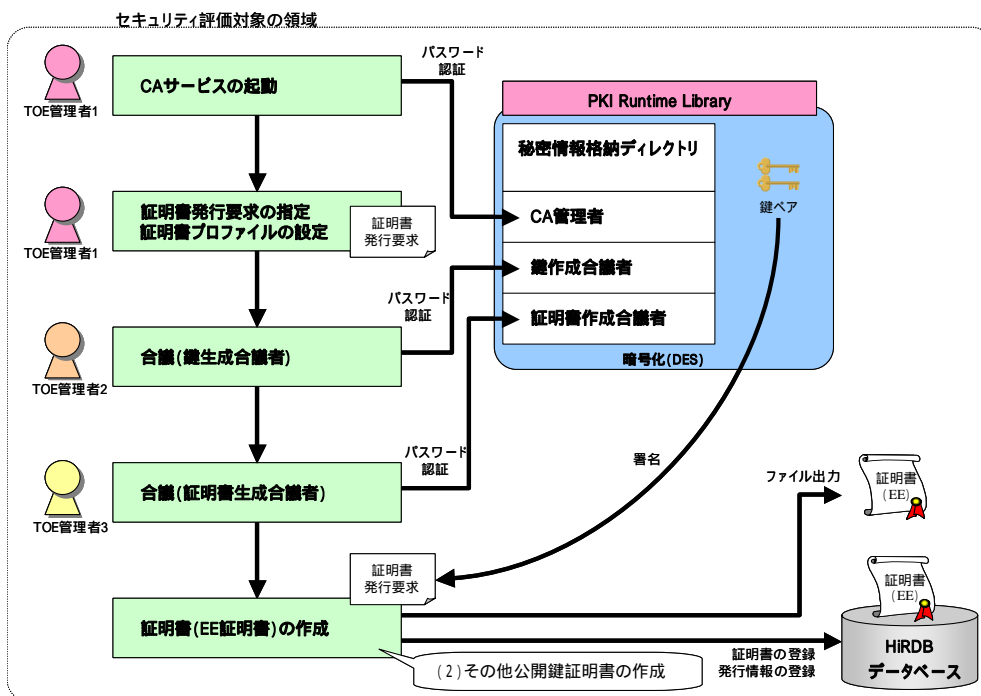 セキュリティ評価対象の領域
TOE管理者1
CAサービスの起動
パスワード
認証
PKI Runtime Library
秘密情報格納ディレクトリ
CA管理者
鍵作成合議者
証明書作成合議者
暗号化(DES)
鍵ペア
TOE管理者1
証明書発行要求の指定
証明書プロファイルの設定
証明書
発行要求
パスワード
認証
TOE管理者2
合議(鍵生成合議者)
パスワード
認証
TOE管理者3
合議(証明書生成合議者)
署名
ファイル出力
証明書
(EE)
証明書
発行要求
証明書(EE証明書)の作成
(2)その他公開鍵証明書の作成
証明書の登録
発行情報の登録
証明書
(EE)
HiRDB
データベース